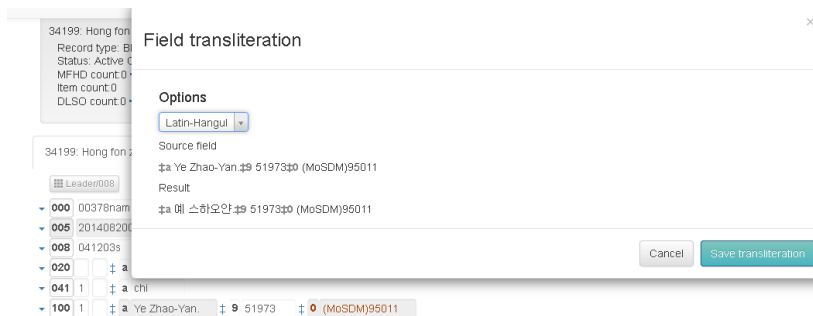 ×
34199: Hong fon
Record type: Bi
Status: Active
MFHD count:0
Item count:0
DLSO count:0
Field transliteration
Options
Latin-Hangul
Source field
‡a Ye Zhao-Yan.‡9 51973‡0 (MoSDM)95011
Result
‡a 예 스하오얀.‡9 51973‡0 (MoSDM)95011
Cancel
Save transliteration
34199: Hong fon
Leader/008
000 00378nam
005 201408200
008 041203s
020 ‡ a
041 1 ‡ a chi
100 1 ‡ a Ye Zhao-Yan. ‡ 9 51973 ‡ 0 (MoSDM)95011